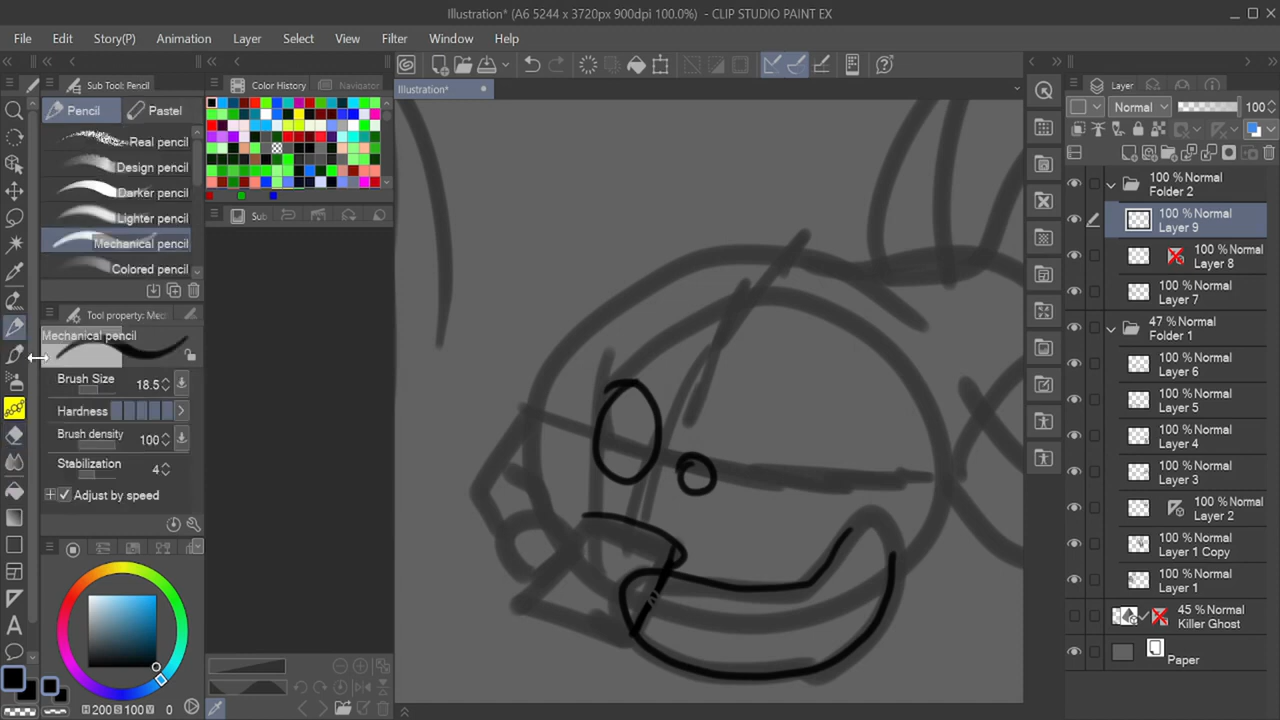 Illustration* (A6 5244 x 3720px 900dpi 100.0%) - CLIP STUDIO PAINT EX
File Edit Story(P) Animation Layer Select View Filter Window Help
Sub Tool: Pencil
Pencil Pastel
Real pencil
Design pencil
Darker pencil
Lighter pencil
Mechanical pencil
Colored pencil
Tool property: Mec
Mechanical pencil
Brush Size 18.5
Hardness
Brush density 100
Stabilization 4
Adjust by speed
H 200 S 100 V 0
Color History Navigator
Sub
Illustration*
Layer
Normal 100
100 % Normal
Folder 2
100 % Normal
Layer 9
100 % Normal
Layer 8
100 % Normal
Layer 7
47 % Normal
Folder 1
100 % Normal
Layer 6
100 % Normal
Layer 5
100 % Normal
Layer 4
100 % Normal
Layer 3
100 % Normal
Layer 2
100 % Normal
Layer 1 Copy
100 % Normal
Layer 1
45 % Normal
Killer Ghost
Paper